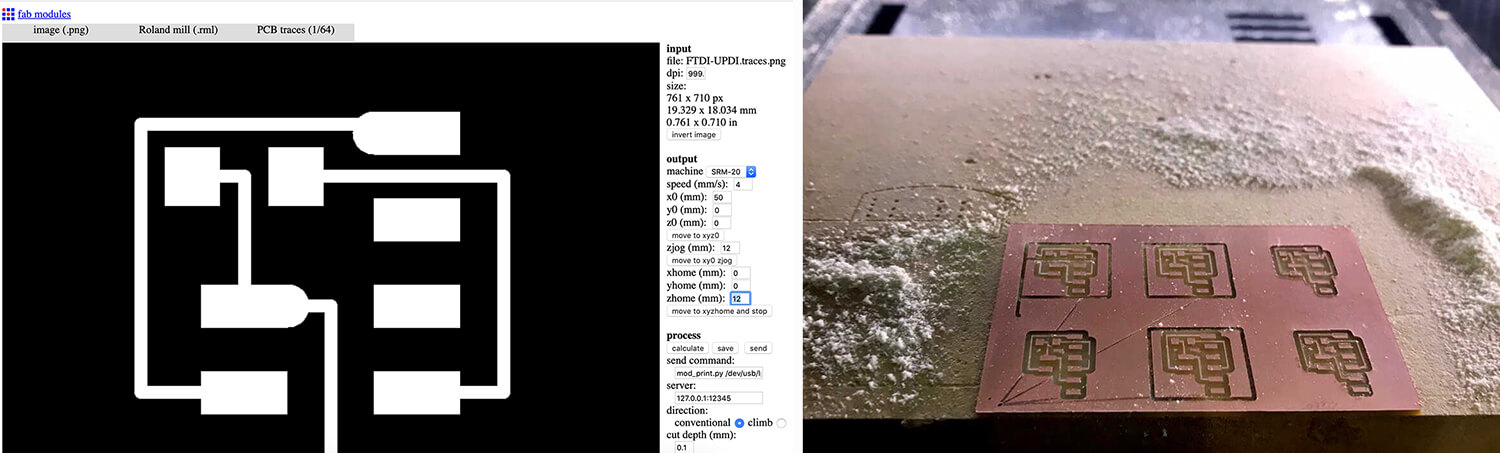 fab modules
image (.png) Roland mill (.rml) PCB traces (1/64)
input
file: FTDI-UPDI.traces.png
dpi: 999.
size:
761 x 710 px
19.329 x 18.034 mm
0.761 x 0.710 in
invert image
output
machine SRM-20
speed (mm/s): 4
x0 (mm): 50
y0 (mm): 0
z0 (mm): 0
move to xyz0
zjog (mm): 12
move to xy0 zjog
xhome (mm): 0
yhome (mm): 0
zhome (mm): 12
move to xyzhome and stop
process
calculate save send
send command:
mod_print.py /dev/usb/l
server:
127.0.0.1:12345
direction:
conventional climb
cut depth (mm):
0.1